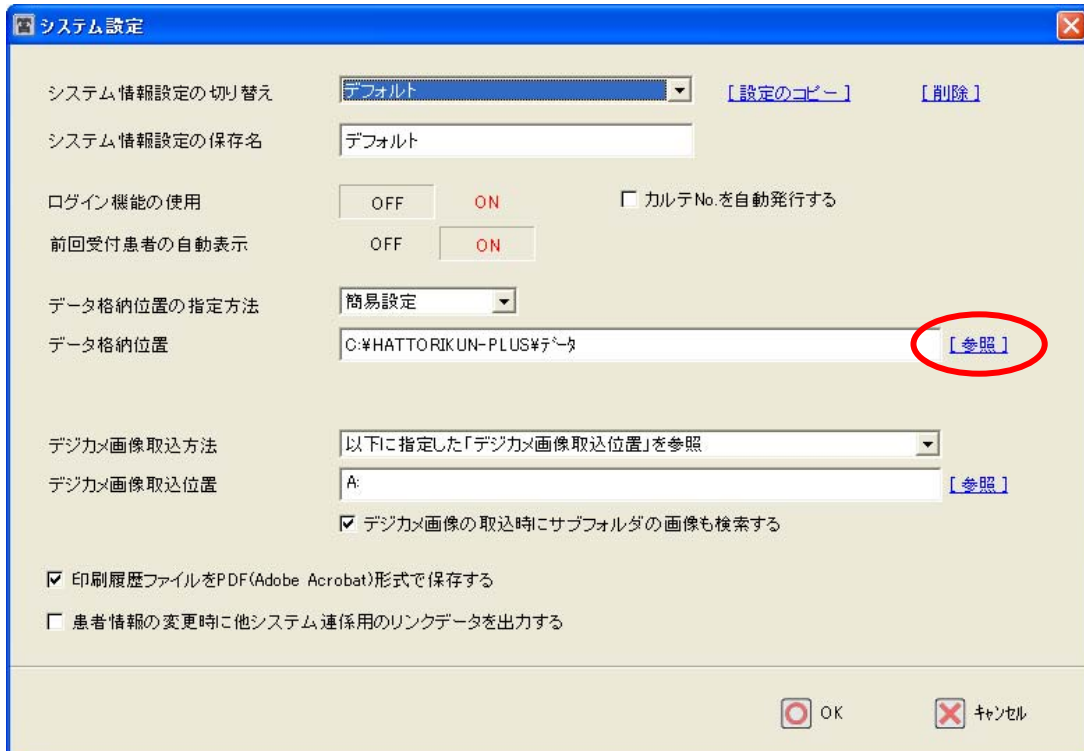 システム設定
システム情報設定の切り替え デフォルト [設定のコピー] [削除]
システム情報設定の保存名 デフォルト
ログイン機能の使用 OFF ON カルテNo.を自動発行する
前回受付患者の自動表示 OFF ON
データ格納位置の指定方法 簡易設定
データ格納位置 C:¥HATTORIKUN-PLUS¥ﾃﾞｰﾀ [参照]
デジカメ画像取込方法 以下に指定した「デジカメ画像取込位置」を参照
デジカメ画像取込位置 A: [参照]
デジカメ画像の取込時にサブフォルダの画像も検索する
印刷履歴ファイルをPDF(Adobe Acrobat)形式で保存する
患者情報の変更時に他システム連係用のリンクデータを出力する
OK ｷｬﾝｾﾙ